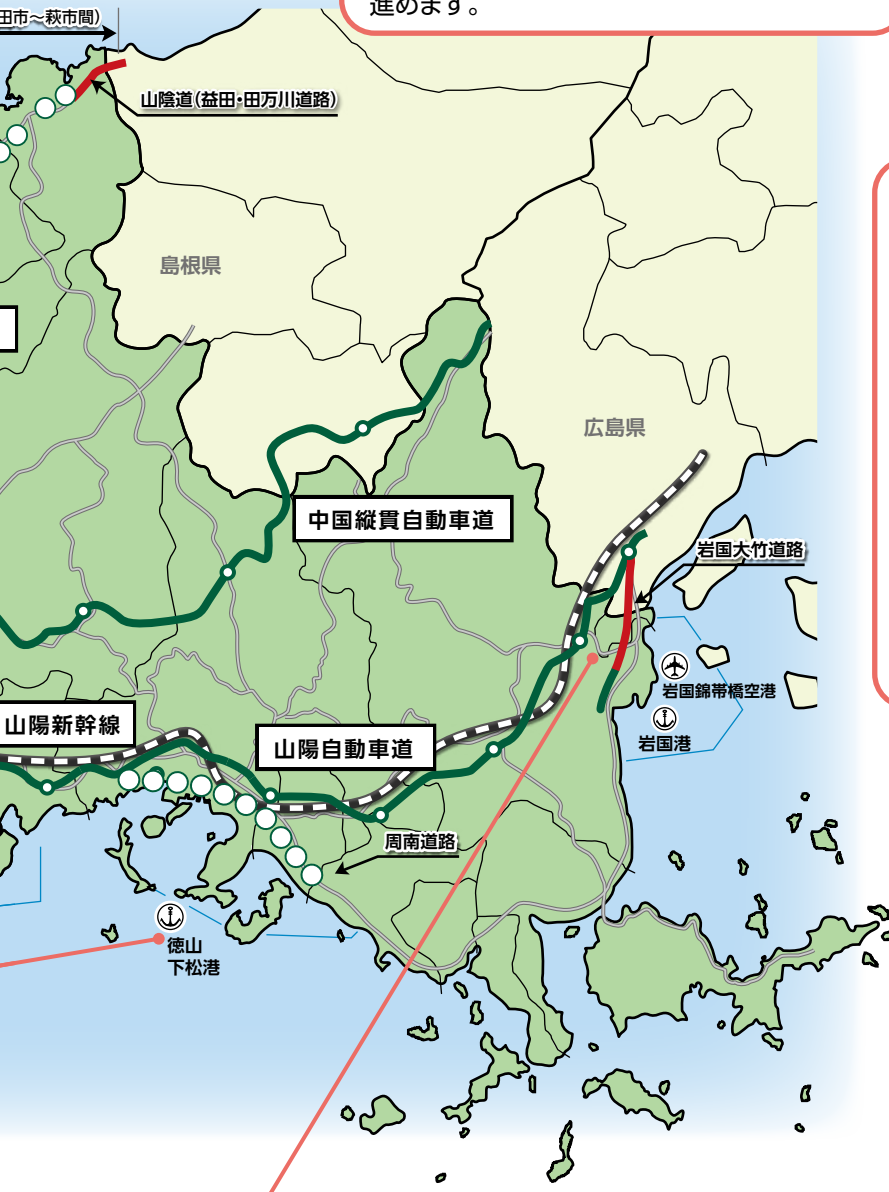 進めます。
田市～萩市間）
山陰道（益田・田万川道路）
島根県
広島県
中国縦貫自動車道
岩国大竹道路
岩国錦帯橋空港
岩国港
山陽新幹線
山陽自動車道
周南道路
徳山
下松港